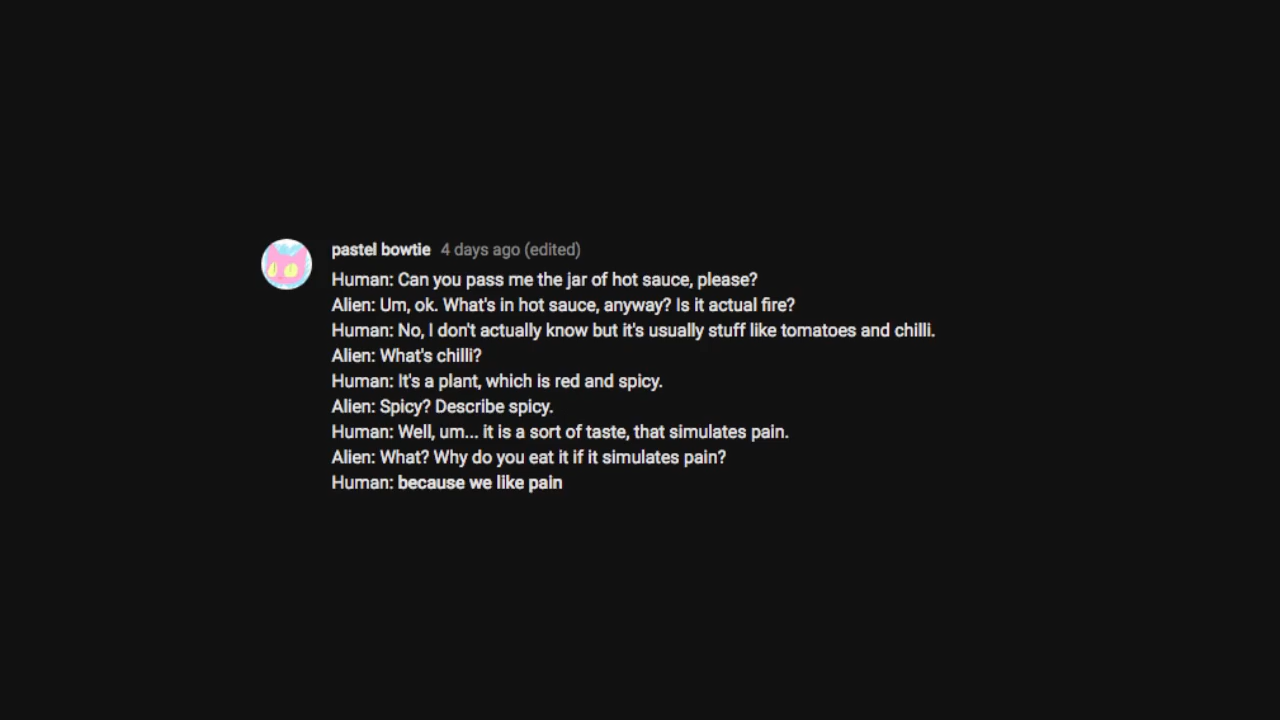 pastel bowtie 4 days ago (edited)
Human: Can you pass me the jar of hot sauce, please?
Alien: Um, ok. What's in hot sauce, anyway? Is it actual fire?
Human: No, I don't actually know but it's usually stuff like tomatoes and chilli.
Alien: What's chilli?
Human: It's a plant, which is red and spicy.
Alien: Spicy? Describe spicy.
Human: Well, um... it is a sort of taste, that simulates pain.
Alien: What? Why do you eat it if it simulates pain?
Human: because we like pain